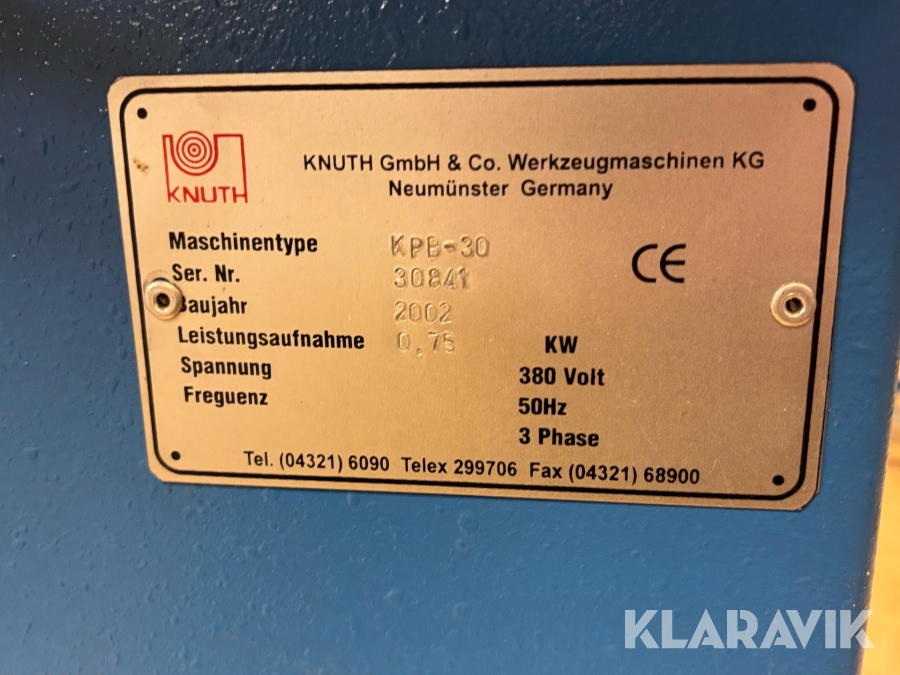 KNUTH
KNUTH GmbH & Co. Werkzeugmaschinen KG
Neumünster Germany
Maschinentype KPB-30
Ser. Nr. 30841
Baujahr 2002
Leistungsaufnahme 0,75 KW
Spannung 380 Volt
Freguenz 50Hz
3 Phase
CE
Tel. (04321) 6090 Telex 299706 Fax (04321) 68900
KLARAVIK